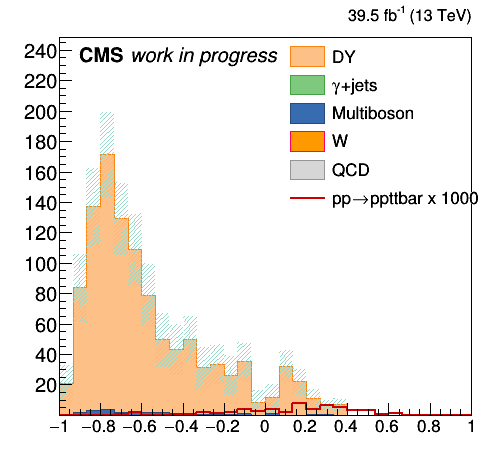 39.5 fb-1 (13 TeV)
CMS work in progress
DY
γ+jets
Multiboson
W
QCD
pp→ppttbar x 1000
240
220
200
180
160
140
120
100
80
60
40
20
−1 −0.8 −0.6 −0.4 −0.2 0 0.2 0.4 0.6 0.8 1